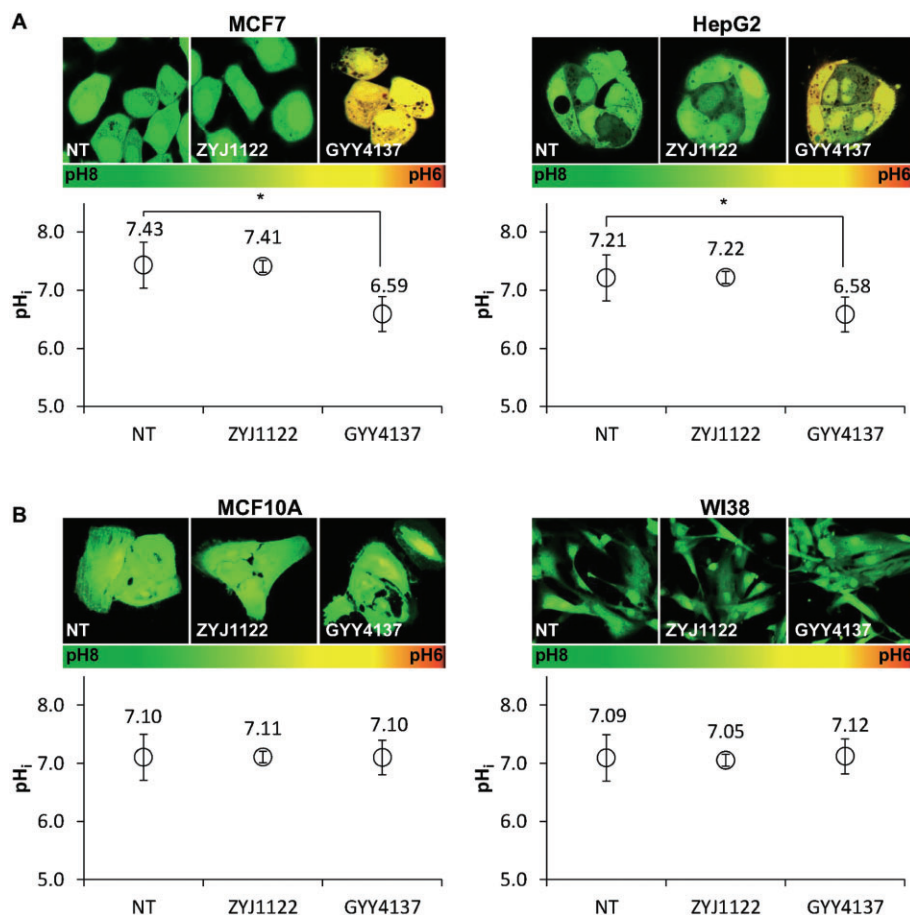 A
MCF7
NT
ZYJ1122
GYY4137
pH8
pH6
*
8.0
7.0
6.0
5.0
pHi
7.43
7.41
6.59
NT
ZYJ1122
GYY4137
HepG2
NT
ZYJ1122
GYY4137
pH8
pH6
*
8.0
7.0
6.0
5.0
pHi
7.21
7.22
6.58
NT
ZYJ1122
GYY4137
B
MCF10A
NT
ZYJ1122
GYY4137
pH8
pH6
8.0
7.0
6.0
5.0
pHi
7.10
7.11
7.10
NT
ZYJ1122
GYY4137
WI38
NT
ZYJ1122
GYY4137
pH8
pH6
8.0
7.0
6.0
5.0
pHi
7.09
7.05
7.12
NT
ZYJ1122
GYY4137